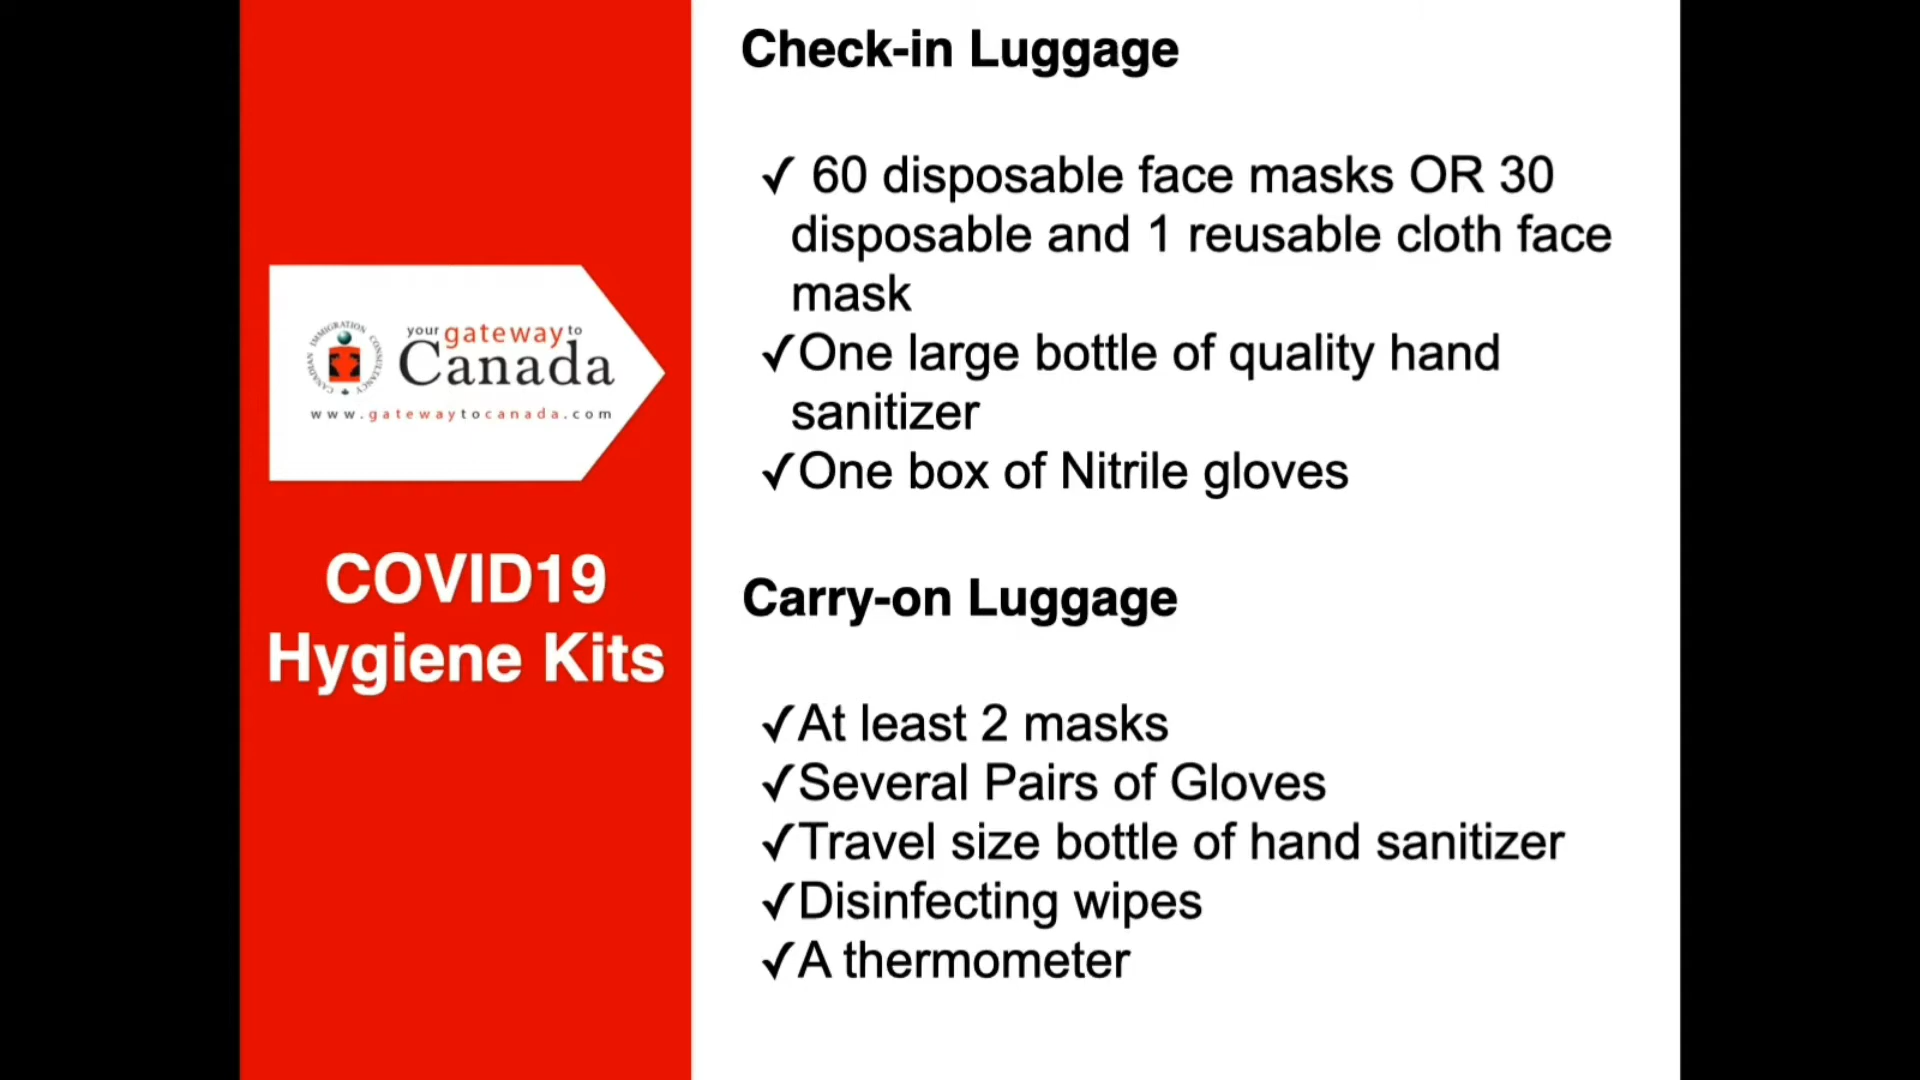 your gateway to
Canada
CANADIAN IMMIGRATION CONSULTANCY
www.gatewaytocanada.com
COVID19
Hygiene Kits
Check-in Luggage
✓ 60 disposable face masks OR 30
disposable and 1 reusable cloth face
mask
✓One large bottle of quality hand
sanitizer
✓One box of Nitrile gloves
Carry-on Luggage
✓At least 2 masks
✓Several Pairs of Gloves
✓Travel size bottle of hand sanitizer
✓Disinfecting wipes
✓A thermometer